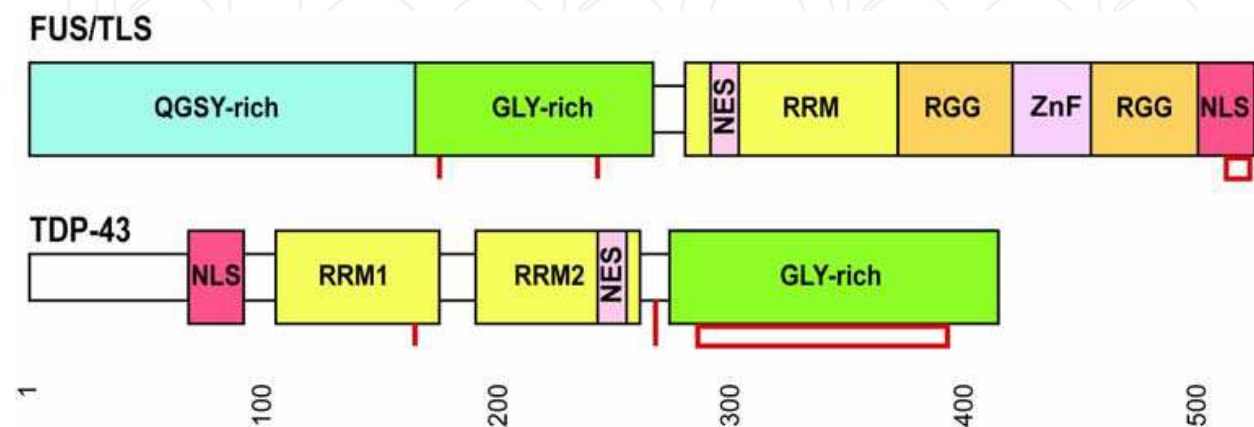 FUS/TLS
QGSY-rich GLY-rich NES RRM RGG ZnF RGG NLS
TDP-43
NLS RRM1 RRM2 NES GLY-rich
1 100 200 300 400 500